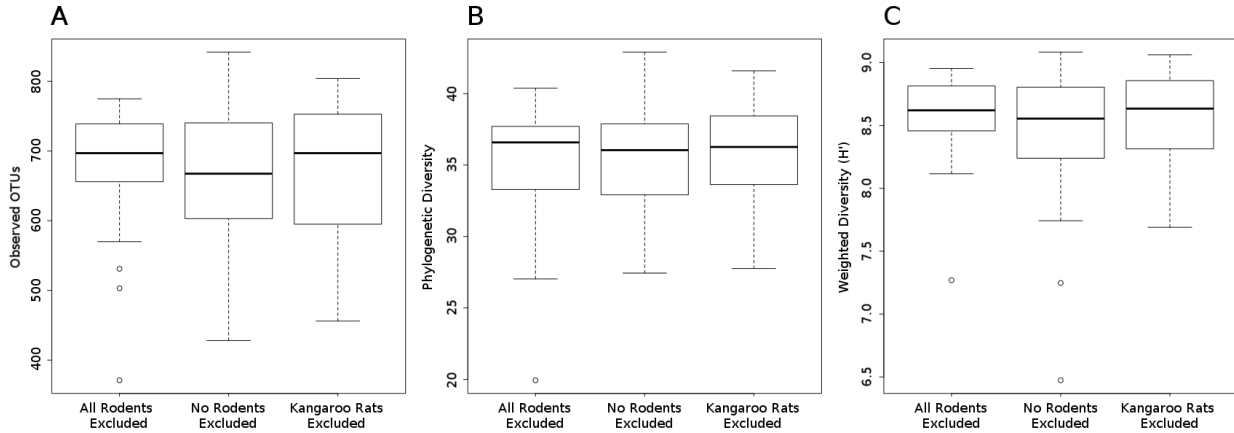 A
B
C
Observed OTUs
400
500
600
700
800
All Rodents
Excluded
No Rodents
Excluded
Kangaroo Rats
Excluded
Phylogenetic Diversity
20
25
30
35
40
All Rodents
Excluded
No Rodents
Excluded
Kangaroo Rats
Excluded
Weighted Diversity (H')
6.5
7.0
7.5
8.0
8.5
9.0
All Rodents
Excluded
No Rodents
Excluded
Kangaroo Rats
Excluded